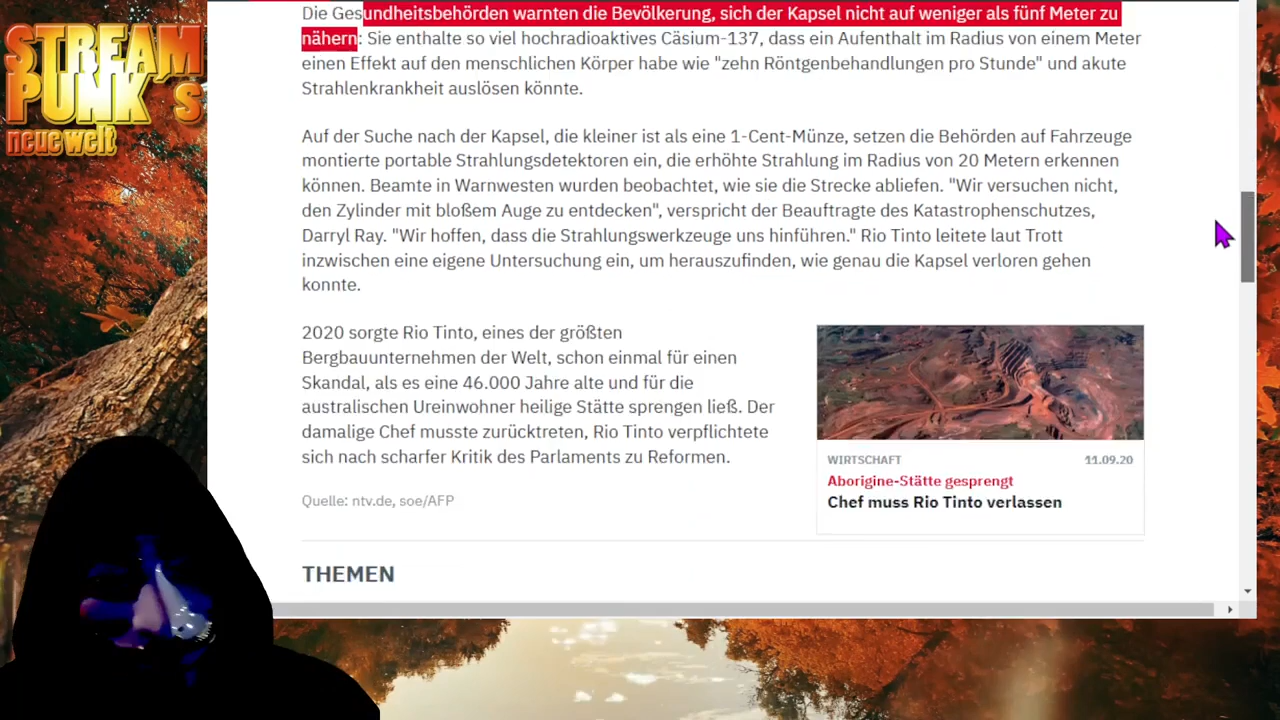 STREAM
PUNK´s
neue welt
Die Gesundheitsbehörden warnten die Bevölkerung, sich der Kapsel nicht auf weniger als fünf Meter zu
nähern: Sie enthalte so viel hochradioaktives Cäsium-137, dass ein Aufenthalt im Radius von einem Meter
einen Effekt auf den menschlichen Körper habe wie "zehn Röntgenbehandlungen pro Stunde" und akute
Strahlenkrankheit auslösen könnte.
Auf der Suche nach der Kapsel, die kleiner ist als eine 1-Cent-Münze, setzen die Behörden auf Fahrzeuge
montierte portable Strahlungsdetektoren ein, die erhöhte Strahlung im Radius von 20 Metern erkennen
können. Beamte in Warnwesten wurden beobachtet, wie sie die Strecke abliefen. "Wir versuchen nicht,
den Zylinder mit bloßem Auge zu entdecken", verspricht der Beauftragte des Katastrophenschutzes,
Darryl Ray. "Wir hoffen, dass die Strahlungswerkzeuge uns hinführen." Rio Tinto leitete laut Trott
inzwischen eine eigene Untersuchung ein, um herauszufinden, wie genau die Kapsel verloren gehen
konnte.
2020 sorgte Rio Tinto, eines der größten
Bergbauunternehmen der Welt, schon einmal für einen
Skandal, als es eine 46.000 Jahre alte und für die
australischen Ureinwohner heilige Stätte sprengen ließ. Der
damalige Chef musste zurücktreten, Rio Tinto verpflichtete
sich nach scharfer Kritik des Parlaments zu Reformen.
WIRTSCHAFT 11.09.20
Aborigine-Stätte gesprengt
Chef muss Rio Tinto verlassen
Quelle: ntv.de, soe/AFP
THEMEN